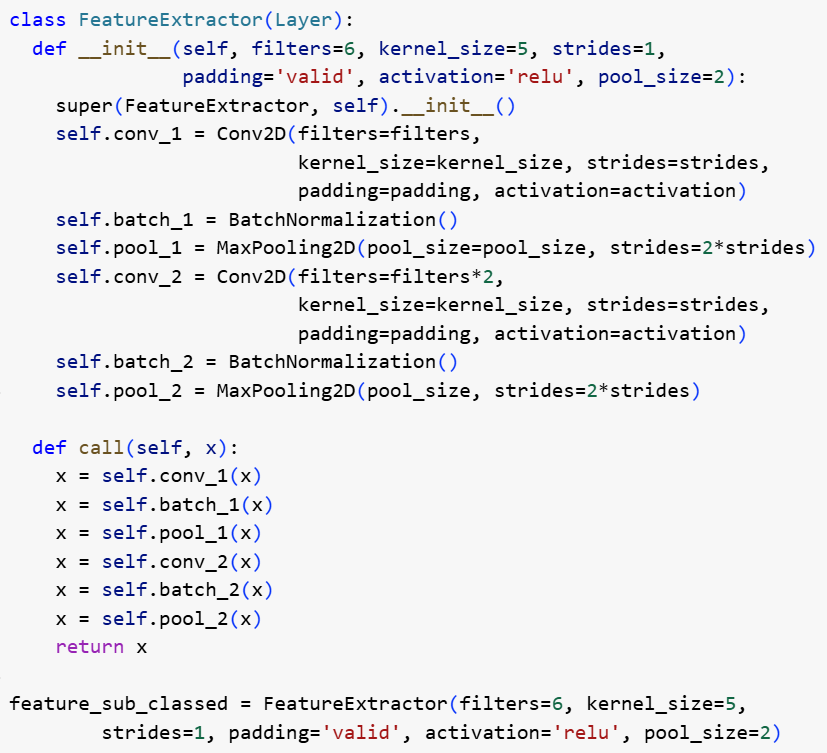 class FeatureExtractor(Layer):
  def __init__(self, filters=6, kernel_size=5, strides=1,
               padding='valid', activation='relu', pool_size=2):
    super(FeatureExtractor, self).__init__()
    self.conv_1 = Conv2D(filters=filters,
                         kernel_size=kernel_size, strides=strides,
                         padding=padding, activation=activation)
    self.batch_1 = BatchNormalization()
    self.pool_1 = MaxPooling2D(pool_size=pool_size, strides=2*strides)
    self.conv_2 = Conv2D(filters=filters*2,
                         kernel_size=kernel_size, strides=strides,
                         padding=padding, activation=activation)
    self.batch_2 = BatchNormalization()
    self.pool_2 = MaxPooling2D(pool_size, strides=2*strides)

  def call(self, x):
    x = self.conv_1(x)
    x = self.batch_1(x)
    x = self.pool_1(x)
    x = self.conv_2(x)
    x = self.batch_2(x)
    x = self.pool_2(x)
    return x

feature_sub_classed = FeatureExtractor(filters=6, kernel_size=5,
        strides=1, padding='valid', activation='relu', pool_size=2)